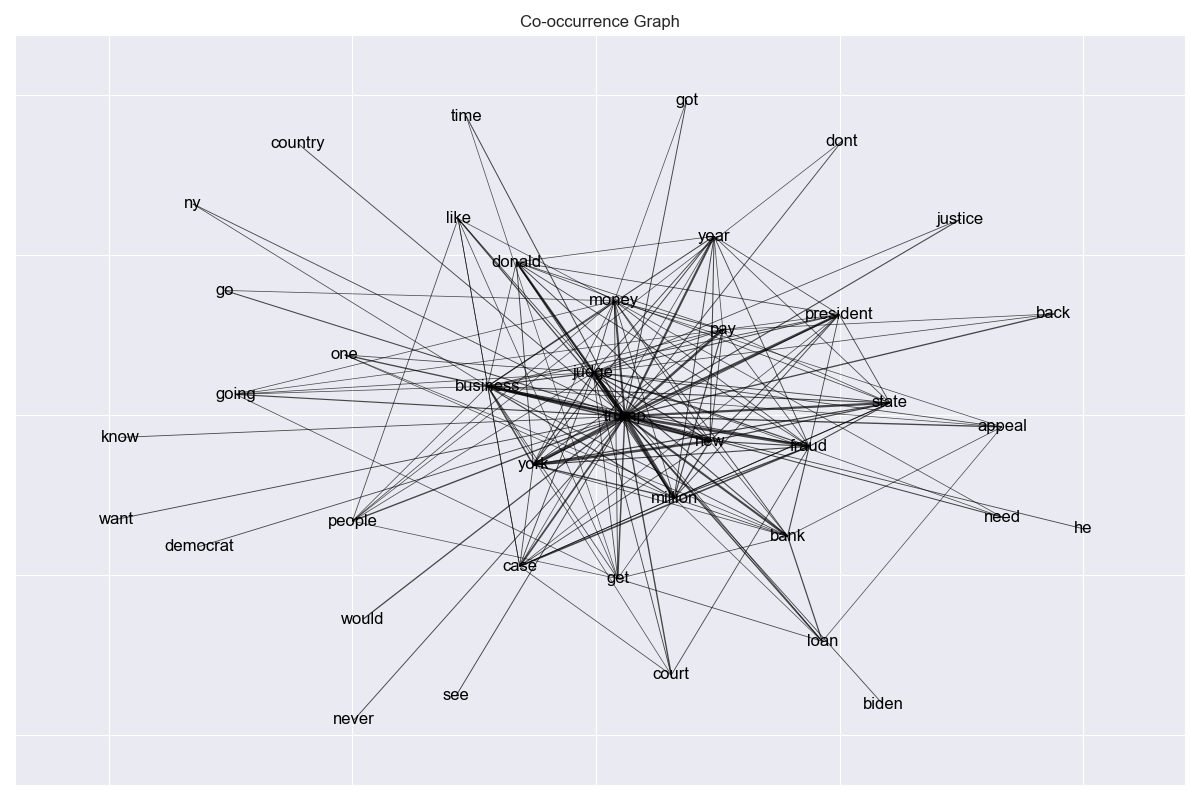 Co-occurrence Graph
got
time
country
dont
ny
like
justice
year
donald
go
money
president
back
pay
one
judge
business
going
state
trump
appeal
know
new
fraud
york
million
want
people
need
he
bank
democrat
case
get
would
loan
court
see
biden
never